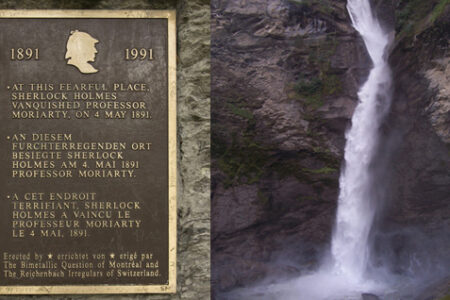 1891 1991
• AT THIS FEARFUL PLACE,
SHERLOCK HOLMES
VANQUISHED PROFESSOR
MORIARTY, ON 4 MAY 1891.
• AN DIESEM
FURCHTERREGENDEN ORT
BESIEGTE SHERLOCK
HOLMES AM 4. MAI 1891
PROFESSOR MORIARTY.
• A CET ENDROIT
TERRIFIANT, SHERLOCK
HOLMES A VAINCU LE
PROFESSEUR MORIARTY
LE 4 MAI, 1891.
Erected by ★ errichtet von ★ érigé par
The Bimetallic Question of Montréal and
The Reichenbach Irregulars of Switzerland.